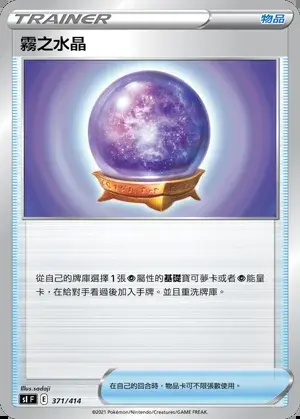 TRAINER 物品
霧之水晶
從自己的牌庫選擇1張屬性的基礎寶可夢卡或者能量
卡，在給對手看過後加入手牌。並且重洗牌庫。
Illus. sadaji
sI F E 371/414
在自己的回合時，物品卡可不限張數使用。
©2021 Pokémon/Nintendo/Creatures/GAME FREAK.